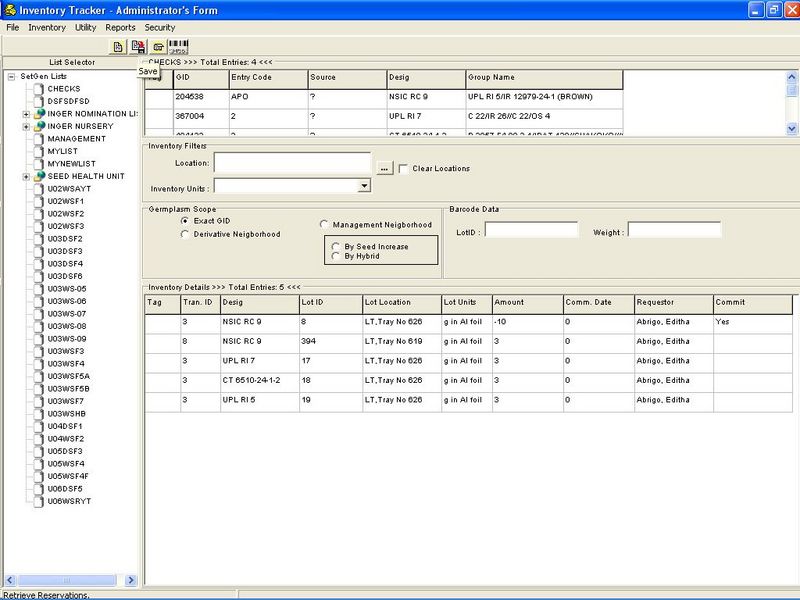 Inventory Tracker - Administrator's Form
File Inventory Utility Reports Security
List Selector
Save
SetGen Lists
CHECKS
DSFSDFSD
INGER NOMINATION LI
INGER NURSERY
MANAGEMENT
MYLIST
MYNEWLIST
SEED HEALTH UNIT
U02WSAYT
U02WSF1
U02WSF2
U02WSF3
U03DSF2
U03DSF3
U03DSF4
U03DSF6
U03WS-05
U03WS-06
U03WS-07
U03WS-08
U03WS-09
U03WSF3
U03WSF4
U03WSF5A
U03WSF5B
U03WSF7
U03WSHB
U04DSF1
U04WSF2
U05DSF3
U05WSF4
U05WSF4F
U06DSF5
U06WSRYT
CHECKS >>> Total Entries: 4 <<<
GID Entry Code Source Desig Group Name
204538 APO ? NSIC RC 9 UPL RI 5/IR 12979-24-1 (BROWN)
367004 2 ? UPL RI 7 C 22/IR 26//C 22/OS 4
Inventory Filters
Location: ... Clear Locations
Inventory Units :
Germplasm Scope
Exact GID
Derivative Neigborhood
Management Neigborhood
By Seed Increase
By Hybrid
Barcode Data
LotID : Weight :
Inventory Details >>> Total Entries: 5 <<<
Tag Tran. ID Desig Lot ID Lot Location Lot Units Amount Comm. Date Requestor Commit
3 NSIC RC 9 8 LT,Tray No 626 g in Al foil -10 0 Abrigo, Editha Yes
8 NSIC RC 9 394 LT,Tray No 619 g in Al foil 3 0 Abrigo, Editha
3 UPL RI 7 17 LT,Tray No 626 g in Al foil 3 0 Abrigo, Editha
3 CT 6510-24-1-2 18 LT,Tray No 626 g in Al foil 3 0 Abrigo, Editha
3 UPL RI 5 19 LT,Tray No 626 g in Al foil 3 0 Abrigo, Editha
Retrieve Reservations.